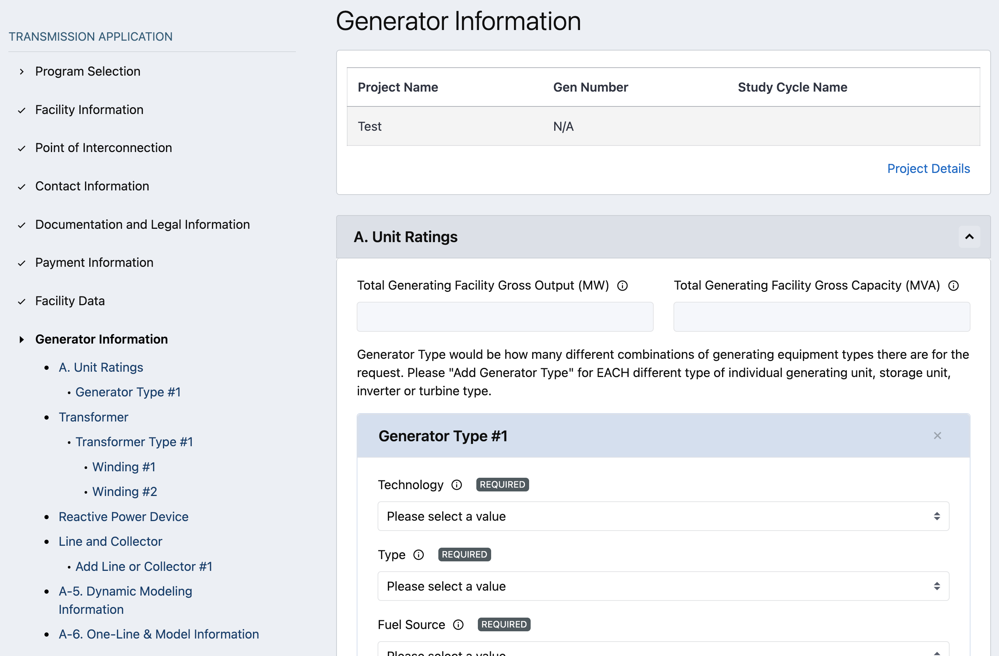 TRANSMISSION APPLICATION
Program Selection
Facility Information
Point of Interconnection
Contact Information
Documentation and Legal Information
Payment Information
Facility Data
Generator Information
A. Unit Ratings
Generator Type #1
Transformer
Transformer Type #1
Winding #1
Winding #2
Reactive Power Device
Line and Collector
Add Line or Collector #1
A-5. Dynamic Modeling
Information
A-6. One-Line & Model Information
Generator Information
Project Name Gen Number Study Cycle Name
Test N/A
Project Details
A. Unit Ratings
Total Generating Facility Gross Output (MW) Total Generating Facility Gross Capacity (MVA)
Generator Type would be how many different combinations of generating equipment types there are for the
request. Please "Add Generator Type" for EACH different type of individual generating unit, storage unit,
inverter or turbine type.
Generator Type #1
Technology REQUIRED
Please select a value
Type REQUIRED
Please select a value
Fuel Source REQUIRED
Please select a value